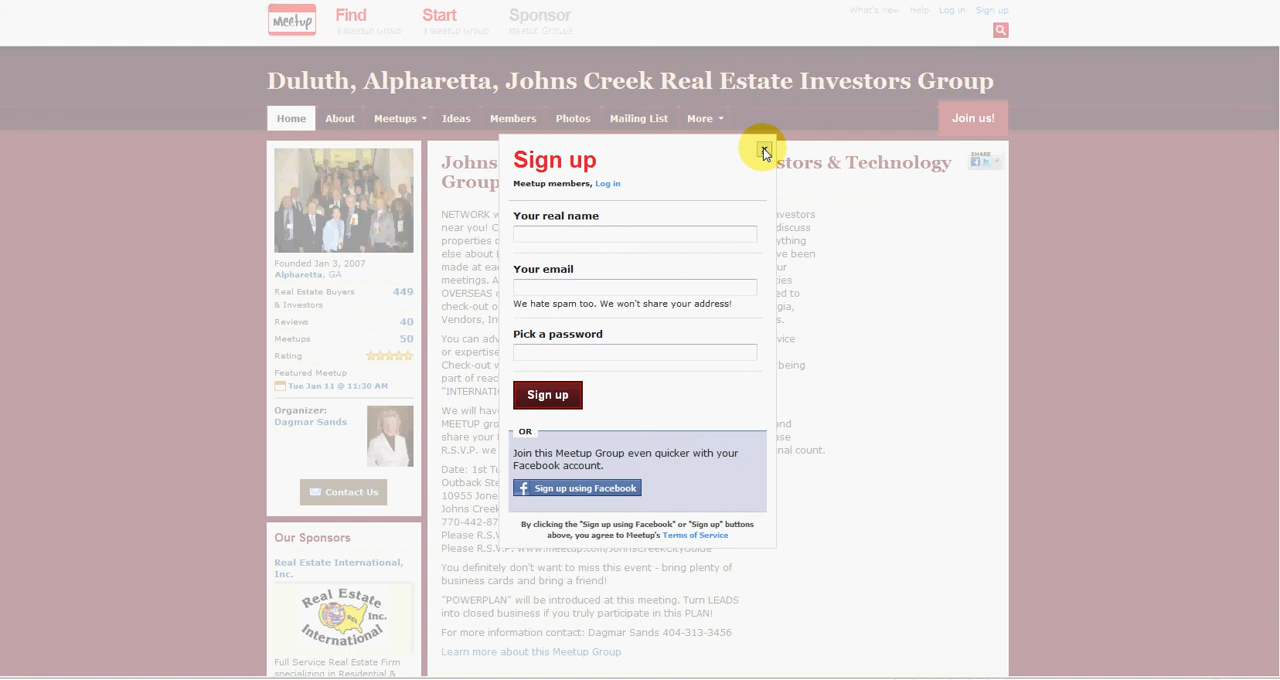 Meetup
Find
a Meetup Group
Start
a Meetup Group
Sponsor
Meetup Groups
What's new Help Log in Sign up
Duluth, Alpharetta, Johns Creek Real Estate Investors Group
Home About Meetups Ideas Members Photos Mailing List More
Join us!
Founded Jan 3, 2007
Alpharetta, GA
Real Estate Buyers 449
& Investors
Reviews 40
Meetups 50
Rating
Featured Meetup
Tue Jan 11 @ 11:30 AM
Organizer:
Dagmar Sands
Contact Us
Our Sponsors
Real Estate International,
Inc.
Real Estate
Inc.
International
Full Service Real Estate Firm
specializing in Residential &
Johns
stors & Technology
Group
SHARE
NETWORK w
nvestors
near you! C
discuss
properties o
ything
else about
ve been
made at ea
ur
meetings. A
ties
OVERSEAS
ed to
check-out o
gia,
Vendors, In
s.
You can adv
vice
or expertise
Check-out w
being
part of reac
"INTERNATI
We will have
MEETUP gro
and
share your
se
R.S.V.P. we
nal count.
Date: 1st Tu
Outback Ste
10955 Jone
Johns Creek
770-442-87
Please R.S.V
Please R.S.V.P. www.meetup.com/JohnsCreekCityGuide
You definitely don't want to miss this event - bring plenty of
business cards and bring a friend!
"POWERPLAN" will be introduced at this meeting. Turn LEADS
into closed business if you truly participate in this PLAN!
For more information contact: Dagmar Sands 404-313-3456
Learn more about this Meetup Group
Sign up
Meetup members, Log in
Your real name
Your email
We hate spam too. We won't share your address!
Pick a password
Sign up
OR
Join this Meetup Group even quicker with your
Facebook account.
Sign up using Facebook
By clicking the "Sign up using Facebook" or "Sign up" buttons
above, you agree to Meetup's Terms of Service